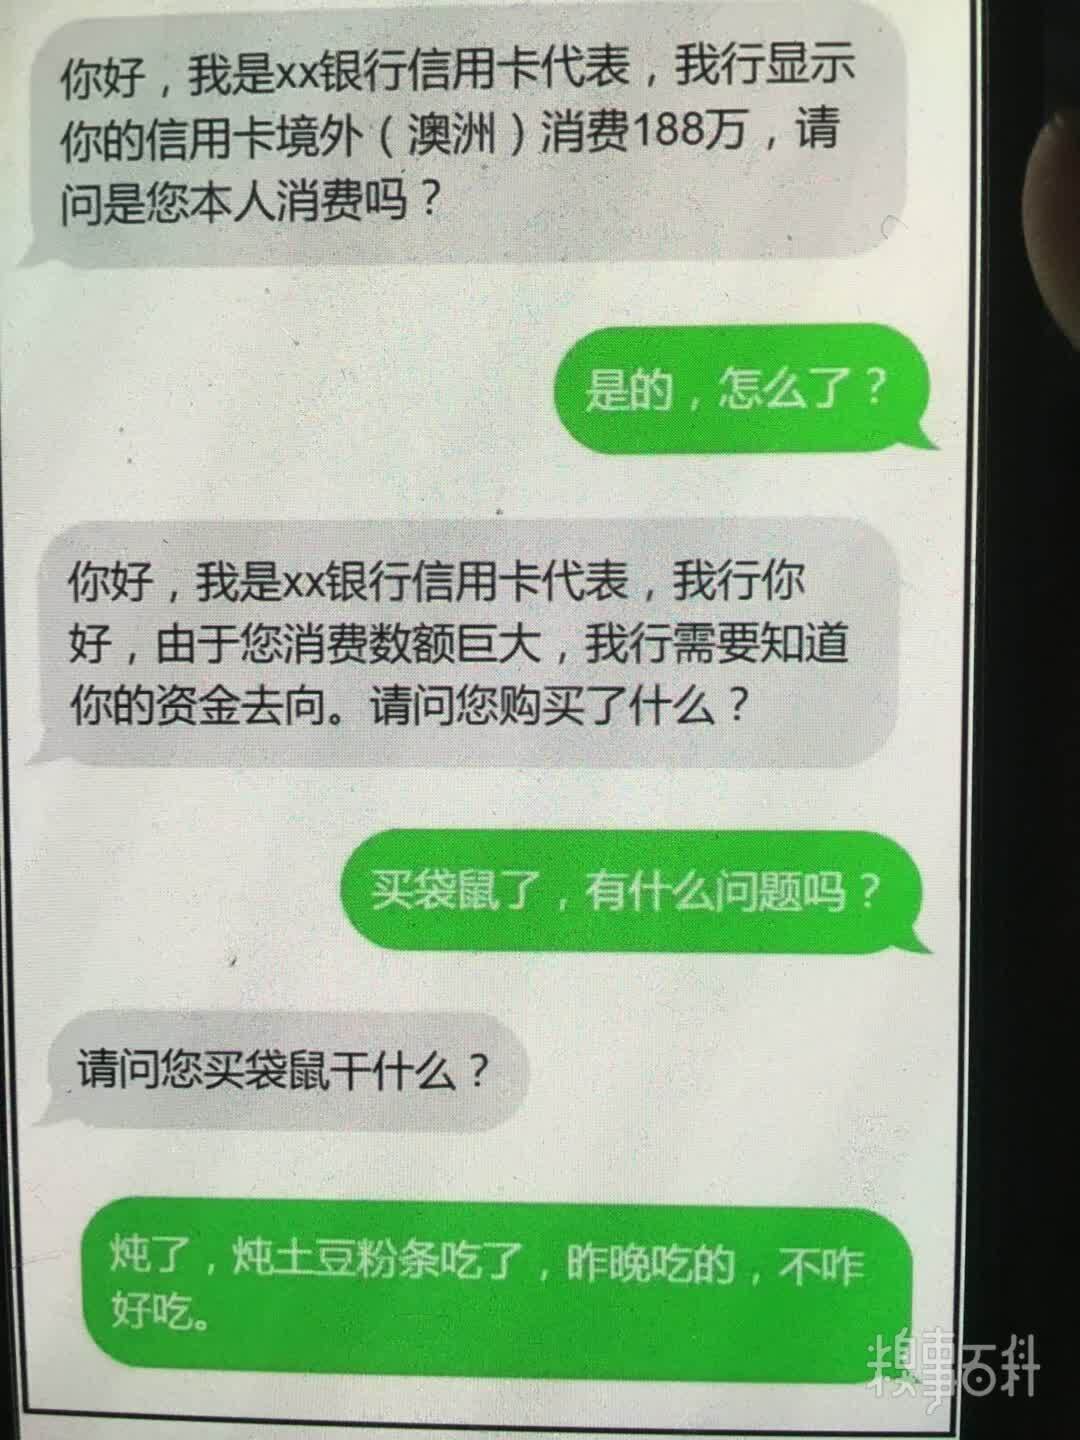 你好，我是xx银行信用卡代表，我行显示
你的信用卡境外（澳洲）消费188万，请
问是您本人消费吗？
是的，怎么了？
你好，我是xx银行信用卡代表，我行你
好，由于您消费数额巨大，我行需要知道
你的资金去向。请问您购买了什么？
买袋鼠了，有什么问题吗？
请问您买袋鼠干什么？
炖了，炖土豆粉条吃了，昨晚吃的，不咋
好吃。
糗事百科